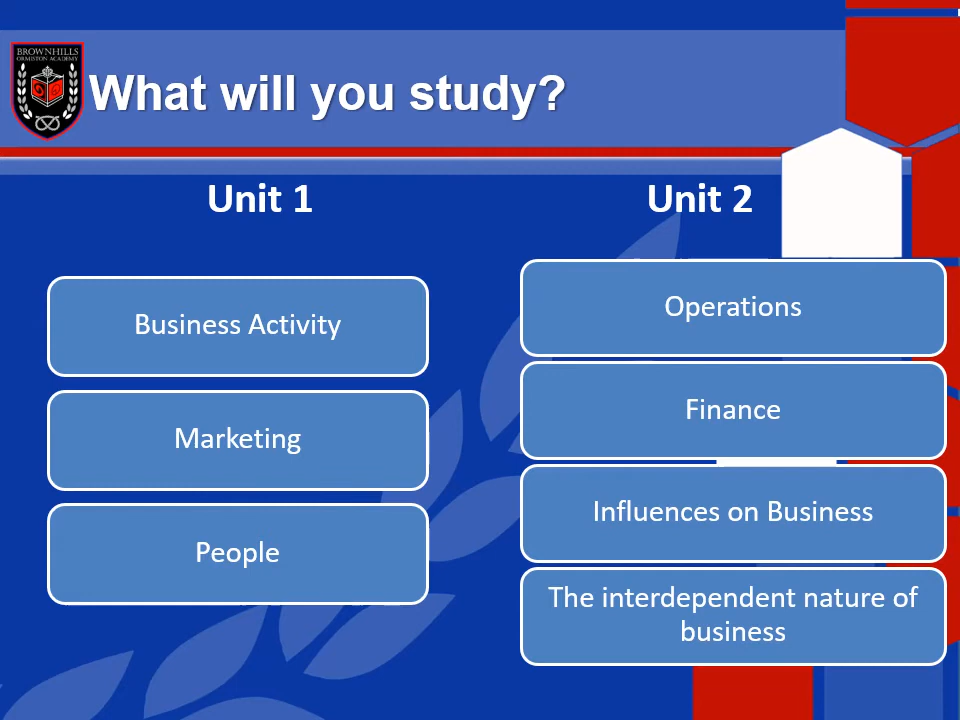 BROWNHILLS
ORMISTON ACADEMY
What will you study?
Unit 1
Business Activity
Marketing
People
Unit 2
Operations
Finance
Influences on Business
The interdependent nature of
business